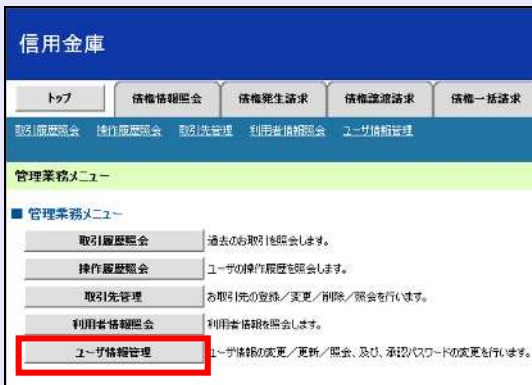 信用金庫
トップ 債権情報照会 債権発生請求 債権譲渡請求 債権一括請求
取引履歴照会 操作履歴照会 取引先管理 利用者情報照会 ユーザ情報管理
管理業務メニュー
■ 管理業務メニュー
取引履歴照会 過去のお取引を照会します。
操作履歴照会 ユーザの操作履歴を照会します。
取引先管理 お取引先の登録／変更／削除／照会を行います。
利用者情報照会 利用者情報を照会します。
ユーザ情報管理 ユーザ情報の変更／更新／照会、及び、承認パスワードの変更を行います。